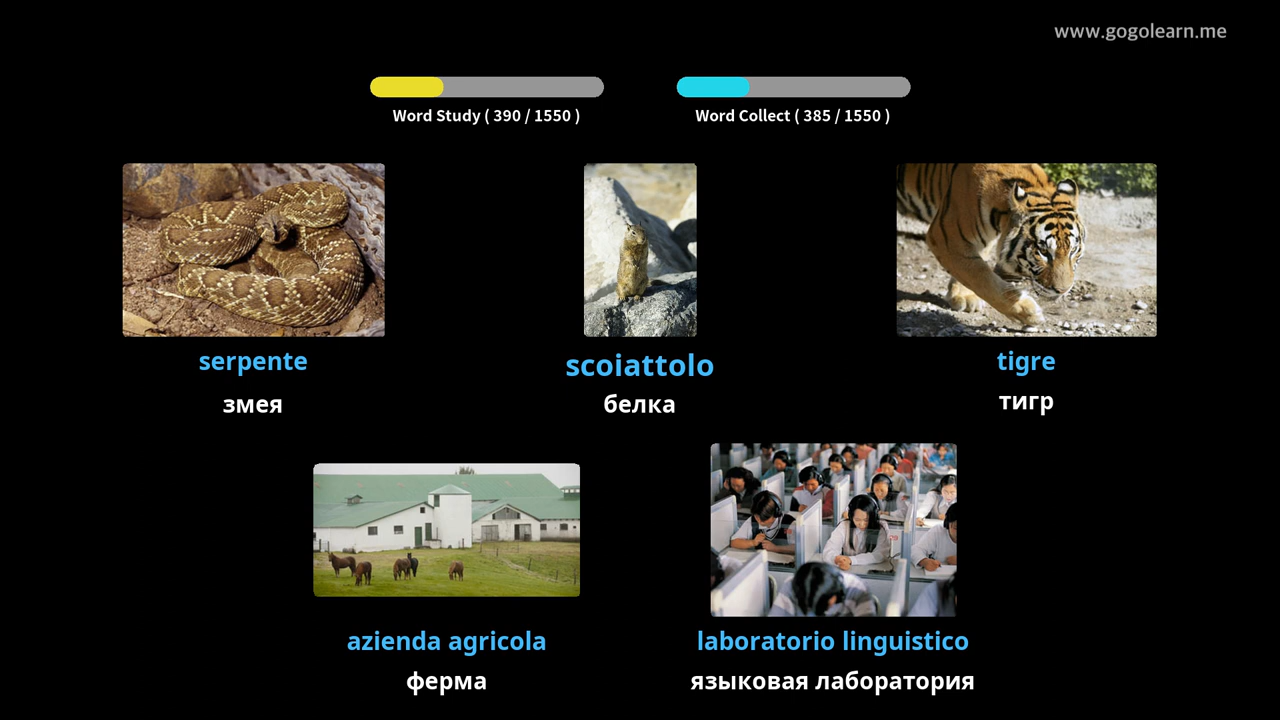 www.gogolearn.me
Word Study ( 390 / 1550 )
Word Collect ( 385 / 1550 )
serpente
scoiattolo
tigre
змея
белка
тигр
azienda agricola
laboratorio linguistico
ферма
языковая лаборатория